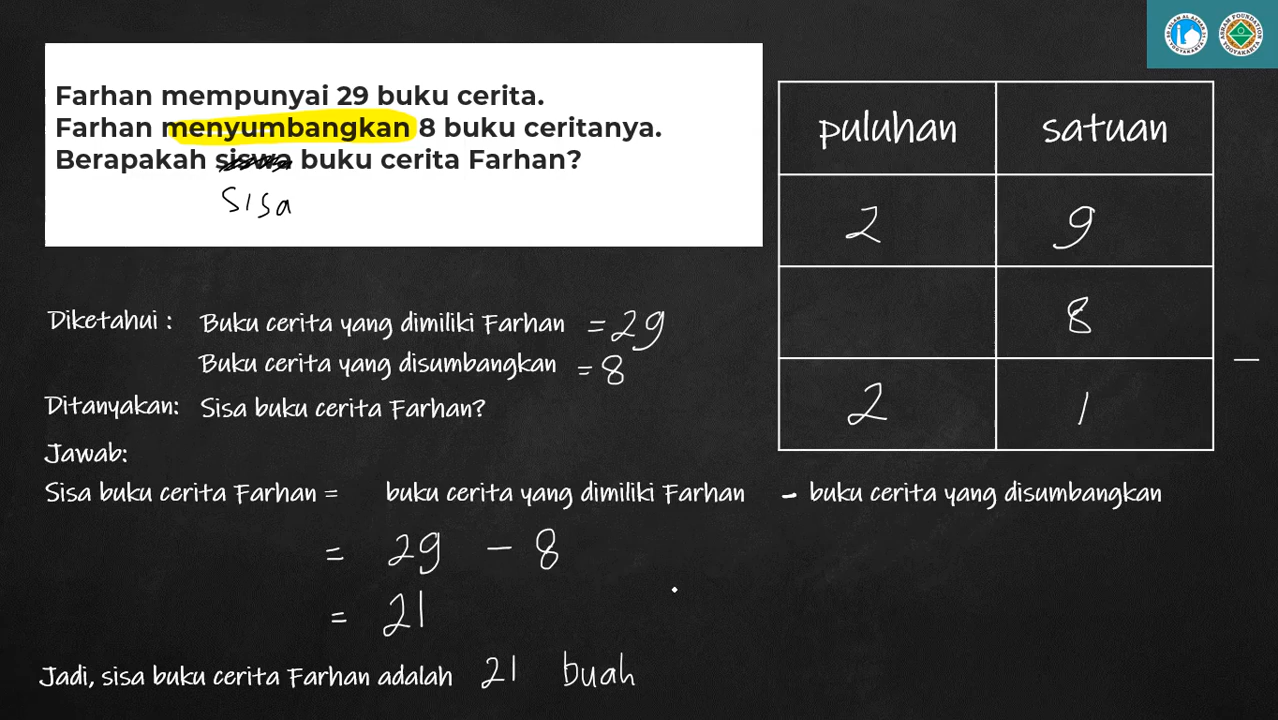 Farhan mempunyai 29 buku cerita.
Farhan menyumbangkan 8 buku ceritanya.
Berapakah siswa buku cerita Farhan?
sisa
puluhan satuan
2 9
8
2 1
–
Diketahui : Buku cerita yang dimiliki Farhan = 29
Buku cerita yang disumbangkan = 8
Ditanyakan: Sisa buku cerita Farhan?
Jawab:
Sisa buku cerita Farhan = buku cerita yang dimiliki Farhan - buku cerita yang disumbangkan
= 29 – 8
= 21
Jadi, sisa buku cerita Farhan adalah 21 buah